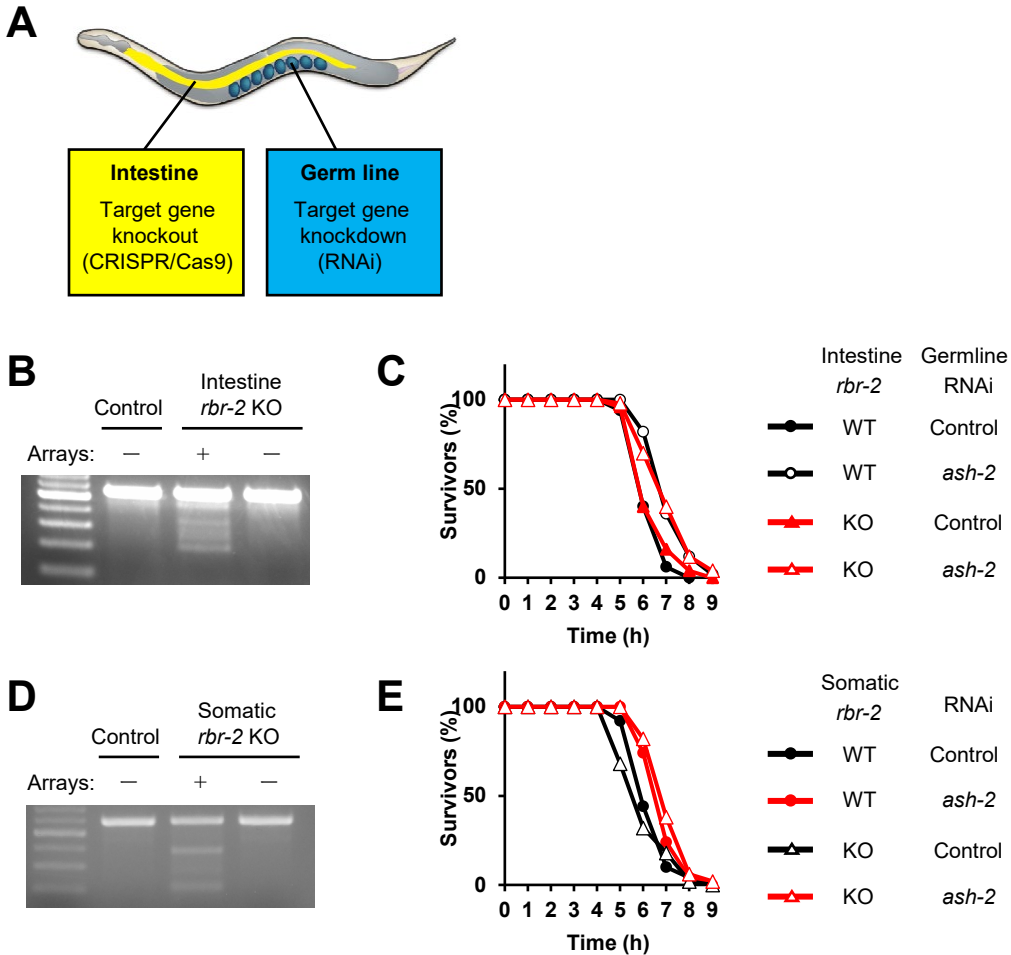 A
Intestine
Target gene
knockout
(CRISPR/Cas9)
Germ line
Target gene
knockdown
(RNAi)
B
Control
Intestine
rbr-2 KO
Arrays: − + −
C
Survivors (%)
100
50
0
0 1 2 3 4 5 6 7 8 9
Time (h)
Intestine Germline
rbr-2 RNAi
WT Control
WT ash-2
KO Control
KO ash-2
D
Control
Somatic
rbr-2 KO
Arrays: − + −
E
Survivors (%)
100
50
0
0 1 2 3 4 5 6 7 8 9
Time (h)
Somatic
rbr-2 RNAi
WT Control
WT ash-2
KO Control
KO ash-2